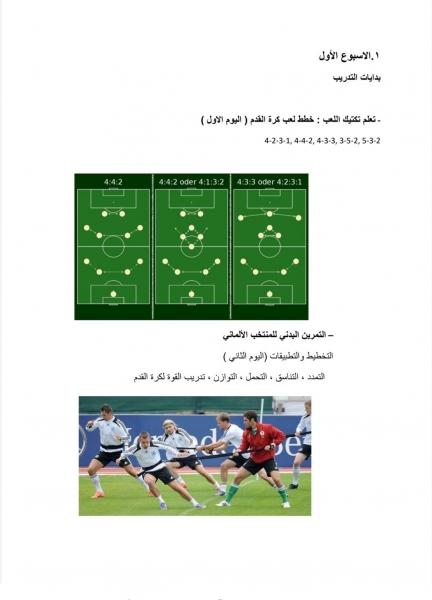 ١.الاسبوع الأول
بدايات التدريب
- تعلم تكتيك اللعب : خطط لعب كرة القدم ( اليوم الاول )
4-2-3-1, 4-4-2, 4-3-3, 3-5-2, 5-3-2
4:4:2
4:4:2 oder 4:1:3:2
4:3:3 oder 4:2:3:1
– التمرين البدني للمنتخب الألماني
التخطيط والتطبيقات (اليوم الثاني )
التمدد ، التناسق ، التحمل ، التوازن ، تدريب القوة لكرة القدم